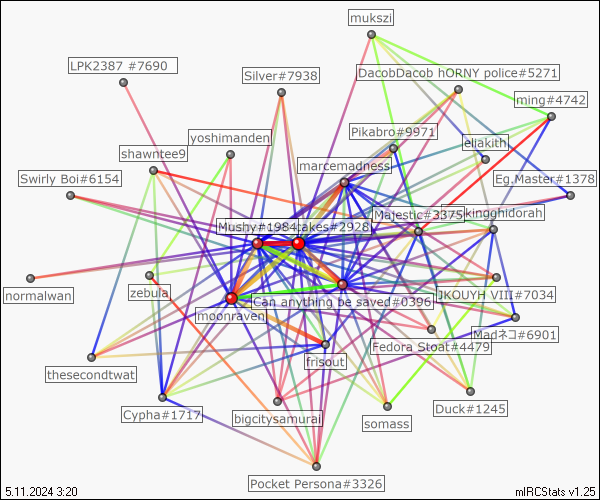 mukszi
LPK2387 #7690
Silver#7938
DacobDacob hORNY police#5271
ming#4742
Pikabro#9971
yoshimanden
eliakith
shawntee9
marcemadness
Swirly Boi#6154
Eg.Master#1378
Majestic#3375
kingghidorah
Mushy#1984
akes#2928
normalwan
zebula
Can anything be saved#0396
JKOUYH VIII#7034
moonraven
Madネコ#6901
Fedora Stoat#4479
frisout
thesecondtwat
Cypha#1717
bigcitysamurai
somass
Duck#1245
Pocket Persona#3326
5.11.2024 3:20
mIRCStats v1.25